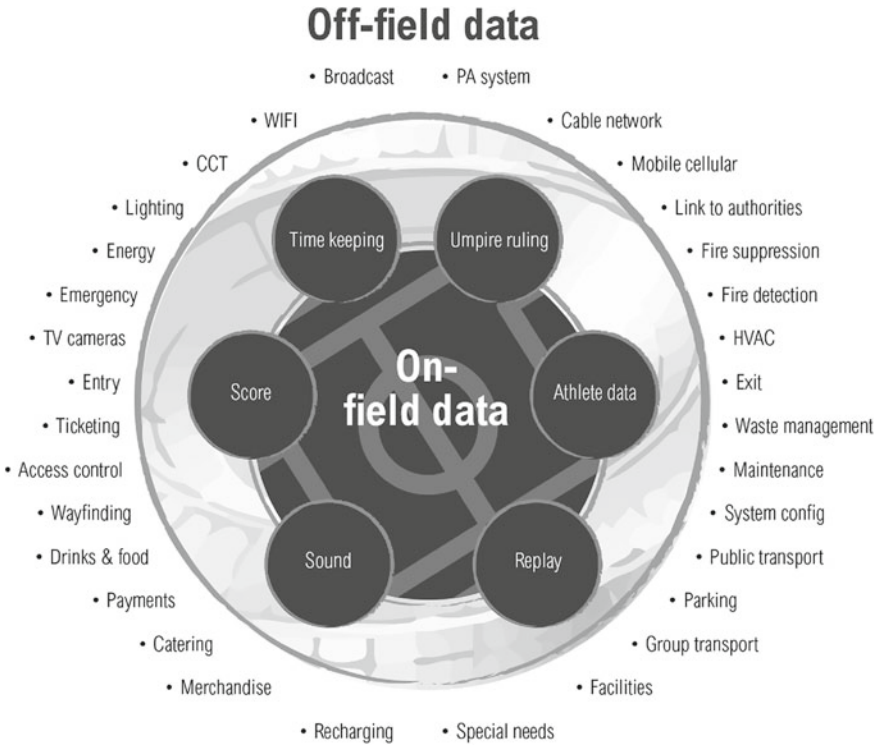 Off-field data
• Broadcast
• PA system
• WIFI
• Cable network
• CCT
• Mobile cellular
• Lighting
• Link to authorities
• Energy
• Fire suppression
• Emergency
• Fire detection
• TV cameras
• HVAC
• Entry
• Exit
• Ticketing
• Waste management
• Access control
• Maintenance
• Wayfinding
• System config
• Drinks & food
• Public transport
• Payments
• Parking
• Catering
• Group transport
• Merchandise
• Facilities
• Recharging
• Special needs
Time keeping
Umpire ruling
Score
On-
field data
Athlete data
Sound
Replay